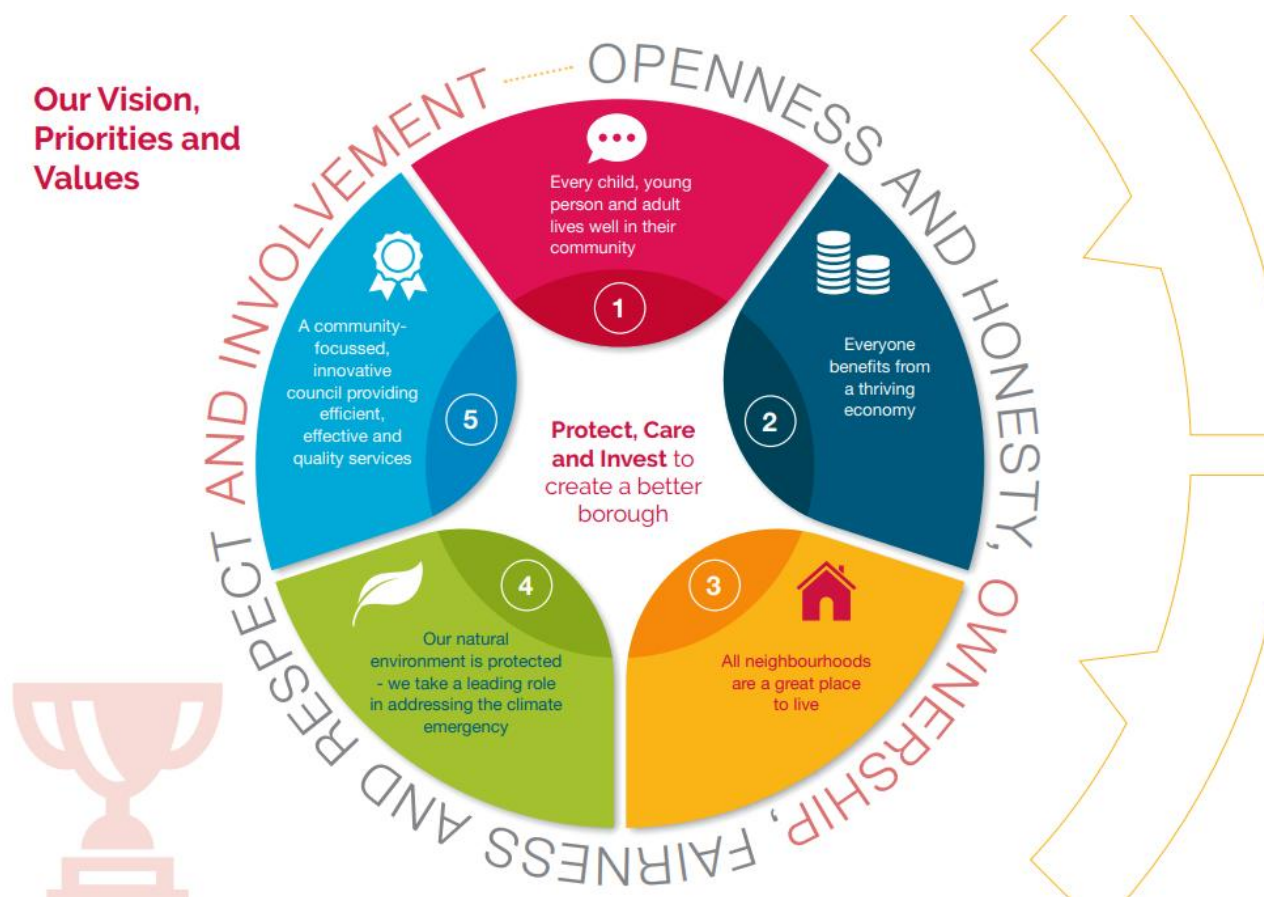 Our Vision,
Priorities and
Values
OPENNESS AND HONESTY, OWNERSHIP, FAIRNESS AND RESPECT AND INVOLVEMENT
Every child, young
person and adult
lives well in their
community
1
Everyone
benefits from
a thriving
economy
2
All neighbourhoods
are a great place
to live
3
Our natural
environment is protected
- we take a leading role
in addressing the climate
emergency
4
A community-
focussed,
innovative
council providing
efficient,
effective and
quality services
5
Protect, Care
and Invest to
create a better
borough